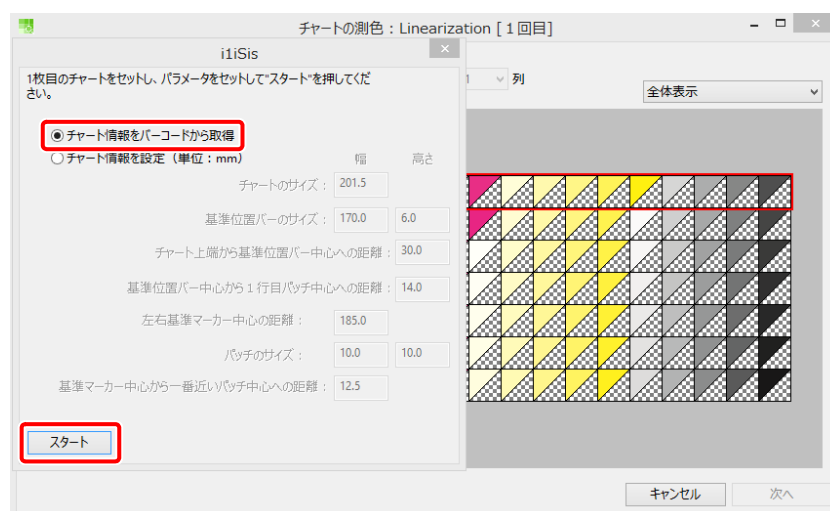 チャートの測色：Linearization [ 1 回目]
i1iSis
1枚目のチャートをセットし、パラメータをセットして"スタート"を押してくだ
さい。
1 列
全体表示
チャート情報をバーコードから取得
チャート情報を設定（単位：mm）
幅 高さ
チャートのサイズ： 201.5
基準位置バーのサイズ： 170.0 6.0
チャート上端から基準位置バー中心への距離： 30.0
基準位置バー中心から 1 行目パッチ中心への距離： 14.0
左右基準マーカー中心の距離： 185.0
パッチのサイズ： 10.0 10.0
基準マーカー中心から一番近いパッチ中心への距離： 12.5
スタート
キャンセル 次へ